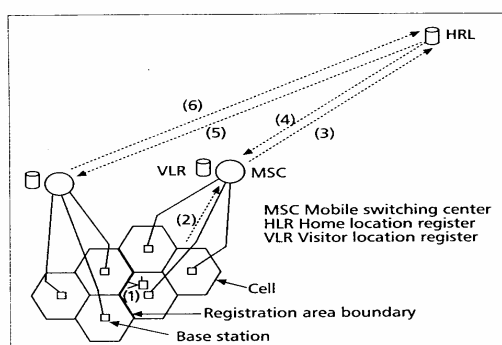 HRL
(6)
(4)
(5)
(3)
VLR
MSC
(2)
MSC Mobile switching center
HLR Home location register
VLR Visitor location register
(1)
Cell
Registration area boundary
Base station